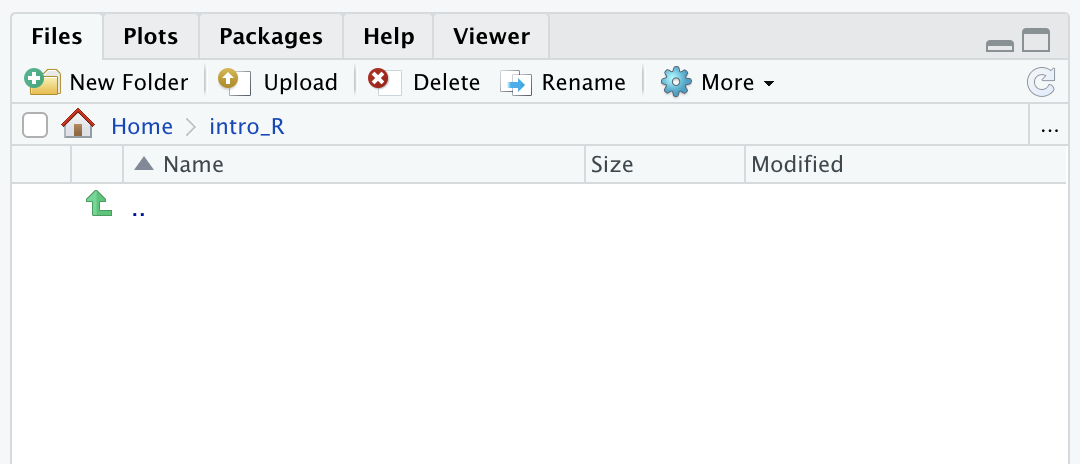 Files Plots Packages Help Viewer
New Folder Upload Delete Rename More
Home intro_R ...
Name Size Modified
..